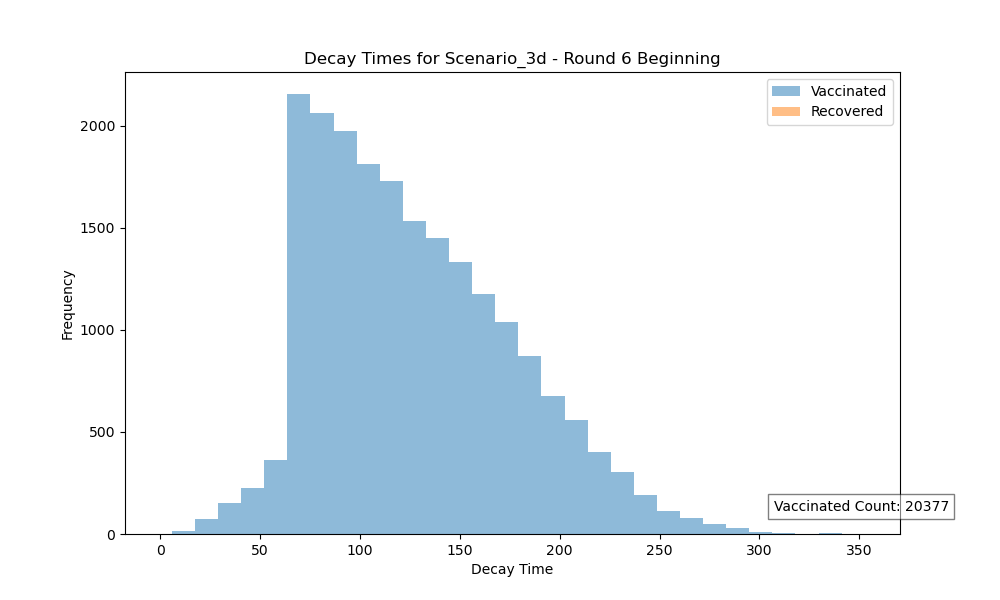 Decay Times for Scenario_3d - Round 6 Beginning
Vaccinated
Recovered
2000
1500
1000
500
0
Frequency
Vaccinated Count: 20377
0 50 100 150 200 250 300 350
Decay Time